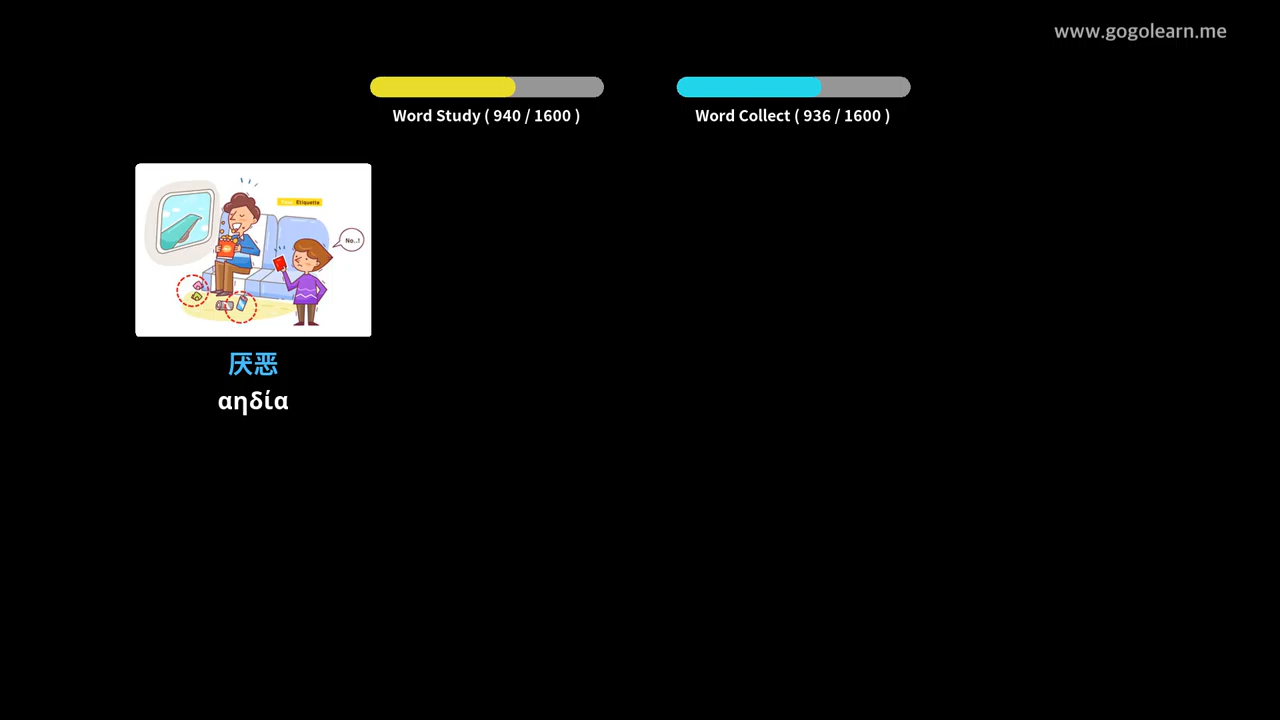 www.gogolearn.me
Word Study ( 940 / 1600 )
Word Collect ( 936 / 1600 )
Etiquette
No..!
厌恶
αηδία